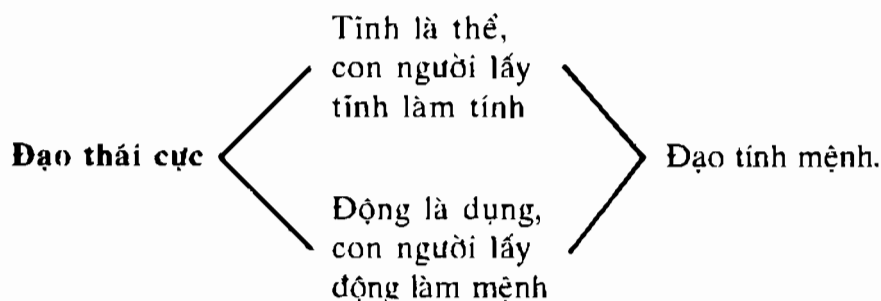 Tĩnh là thể,
con người lấy
tĩnh làm tính
Đạo thái cực
Đạo tính mệnh.
Động là dụng,
con người lấy
động làm mệnh